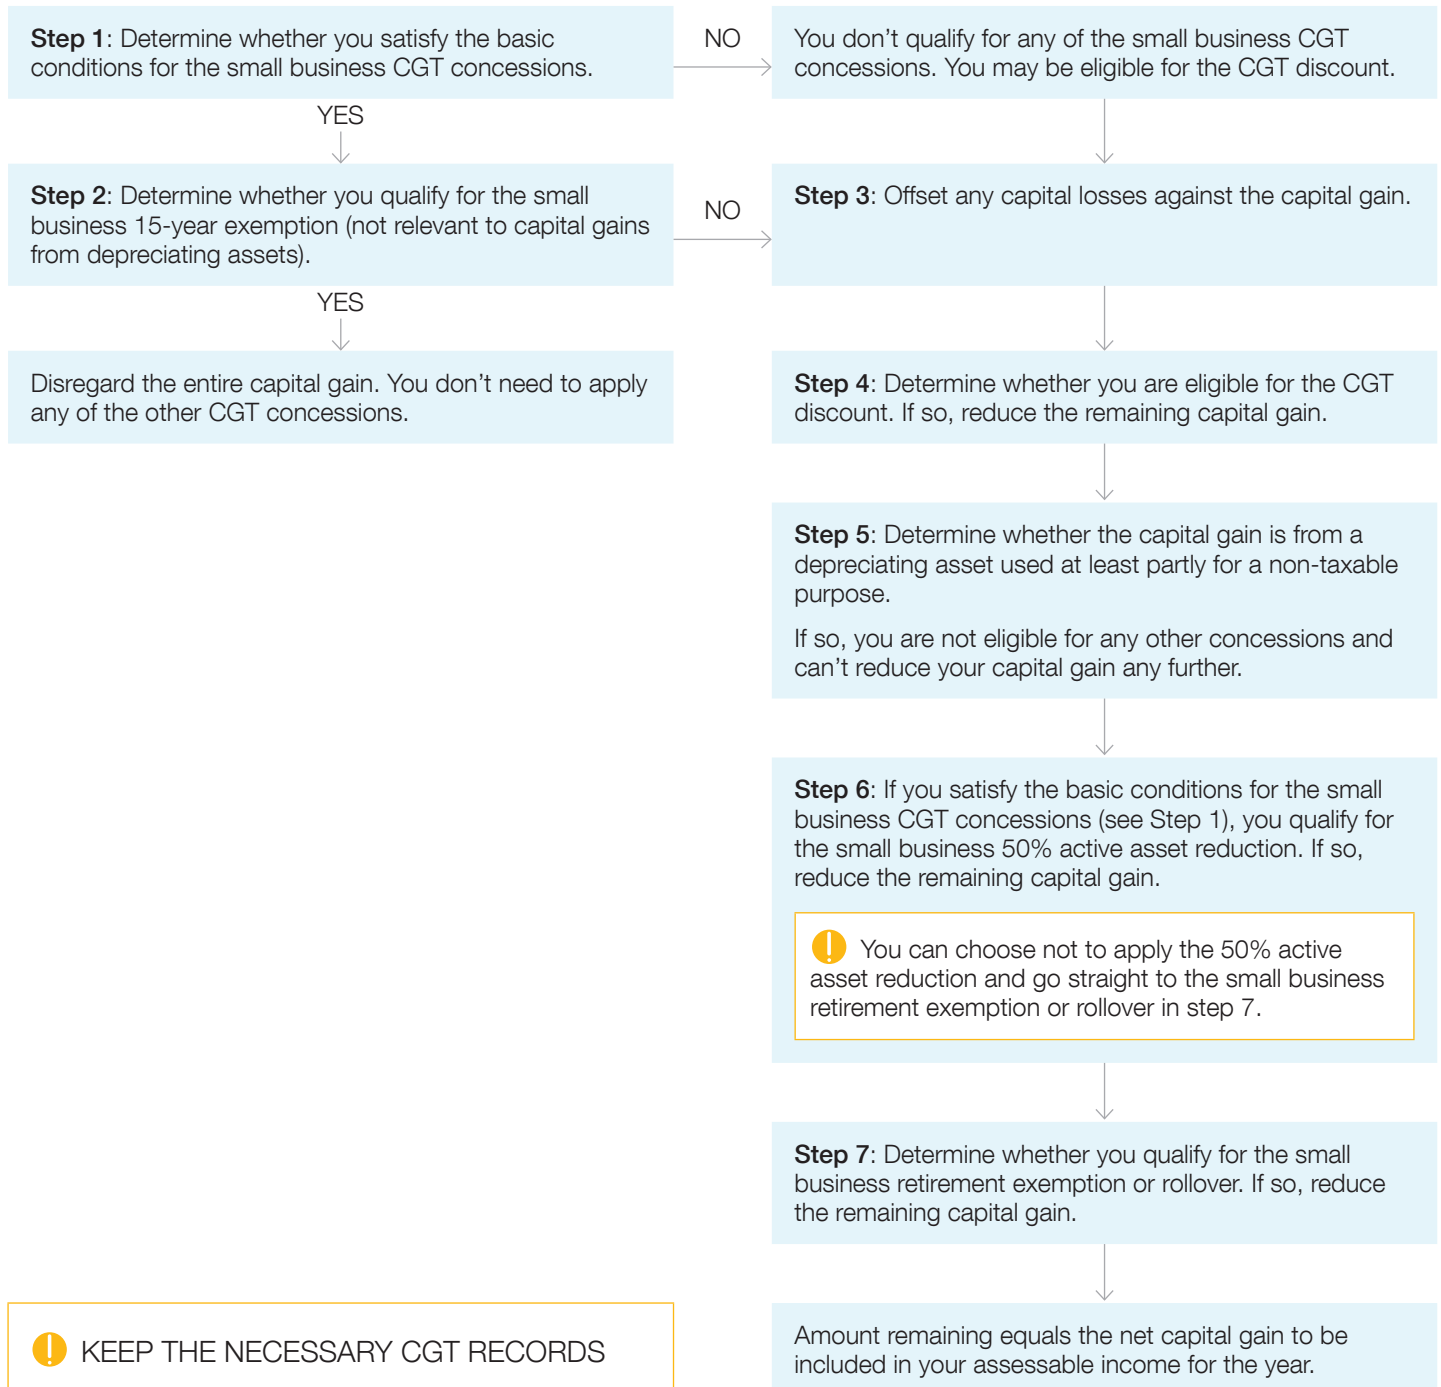 Step 1: Determine whether you satisfy the basic
conditions for the small business CGT concessions.
NO
You don’t qualify for any of the small business CGT
concessions. You may be eligible for the CGT discount.
YES
Step 2: Determine whether you qualify for the small
business 15-year exemption (not relevant to capital gains
from depreciating assets).
NO
Step 3: Offset any capital losses against the capital gain.
YES
Disregard the entire capital gain. You don’t need to apply
any of the other CGT concessions.
Step 4: Determine whether you are eligible for the CGT
discount. If so, reduce the remaining capital gain.
Step 5: Determine whether the capital gain is from a
depreciating asset used at least partly for a non-taxable
purpose.
If so, you are not eligible for any other concessions and
can’t reduce your capital gain any further.
Step 6: If you satisfy the basic conditions for the small
business CGT concessions (see Step 1), you qualify for
the small business 50% active asset reduction. If so,
reduce the remaining capital gain.
You can choose not to apply the 50% active
asset reduction and go straight to the small business
retirement exemption or rollover in step 7.
Step 7: Determine whether you qualify for the small
business retirement exemption or rollover. If so, reduce
the remaining capital gain.
KEEP THE NECESSARY CGT RECORDS
Amount remaining equals the net capital gain to be
included in your assessable income for the year.